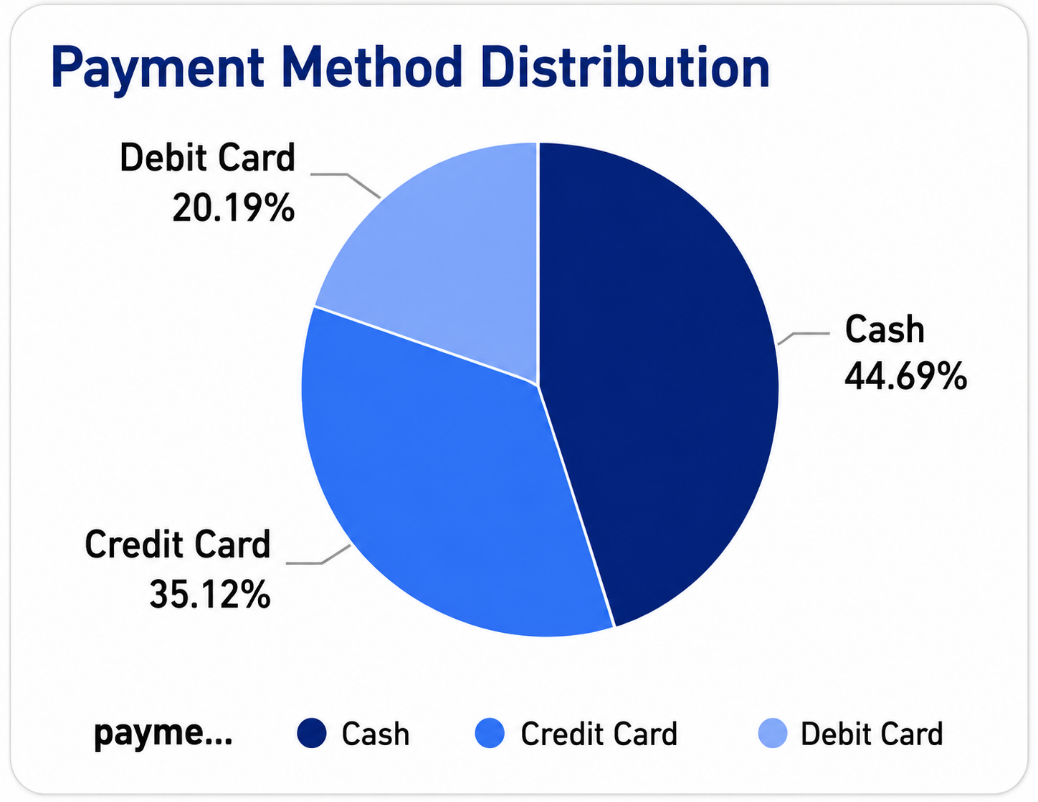 Payment Method Distribution
Debit Card
20.19%
Cash
44.69%
Credit Card
35.12%
payme... Cash Credit Card Debit Card